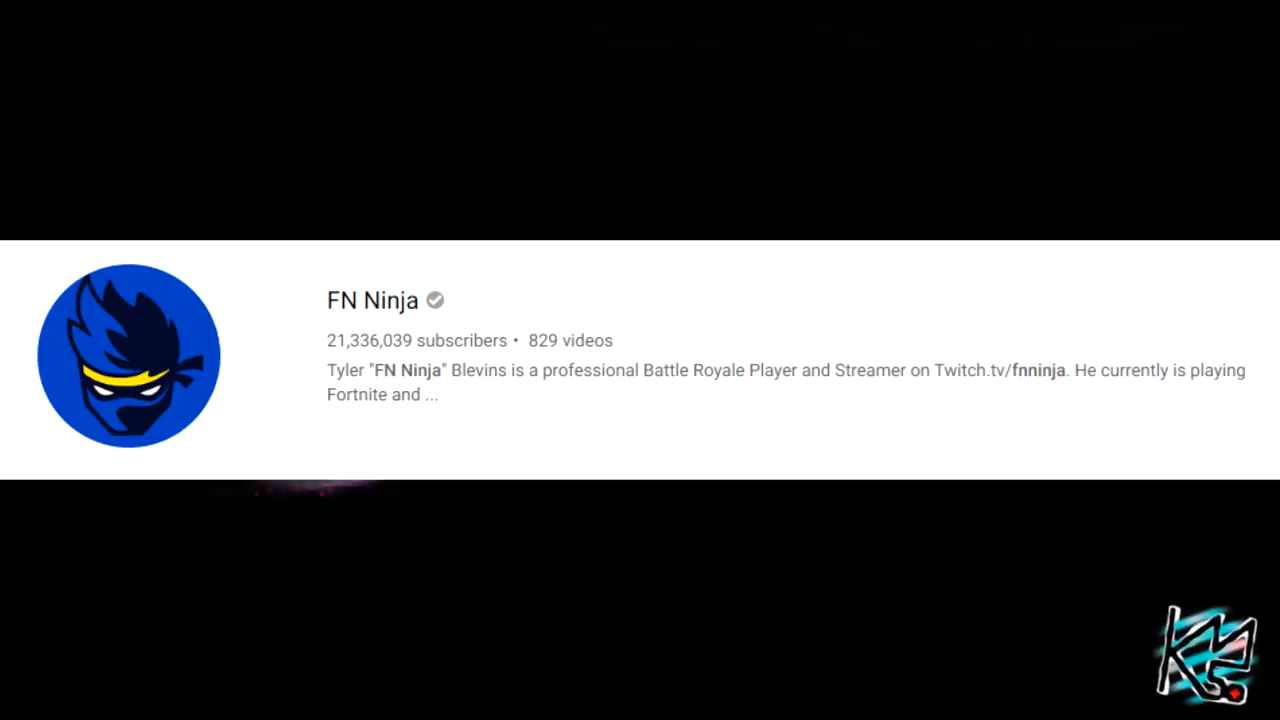 FN Ninja
21,336,039 subscribers • 829 videos
Tyler "FN Ninja" Blevins is a professional Battle Royale Player and Streamer on Twitch.tv/fnninja. He currently is playing
Fortnite and ...